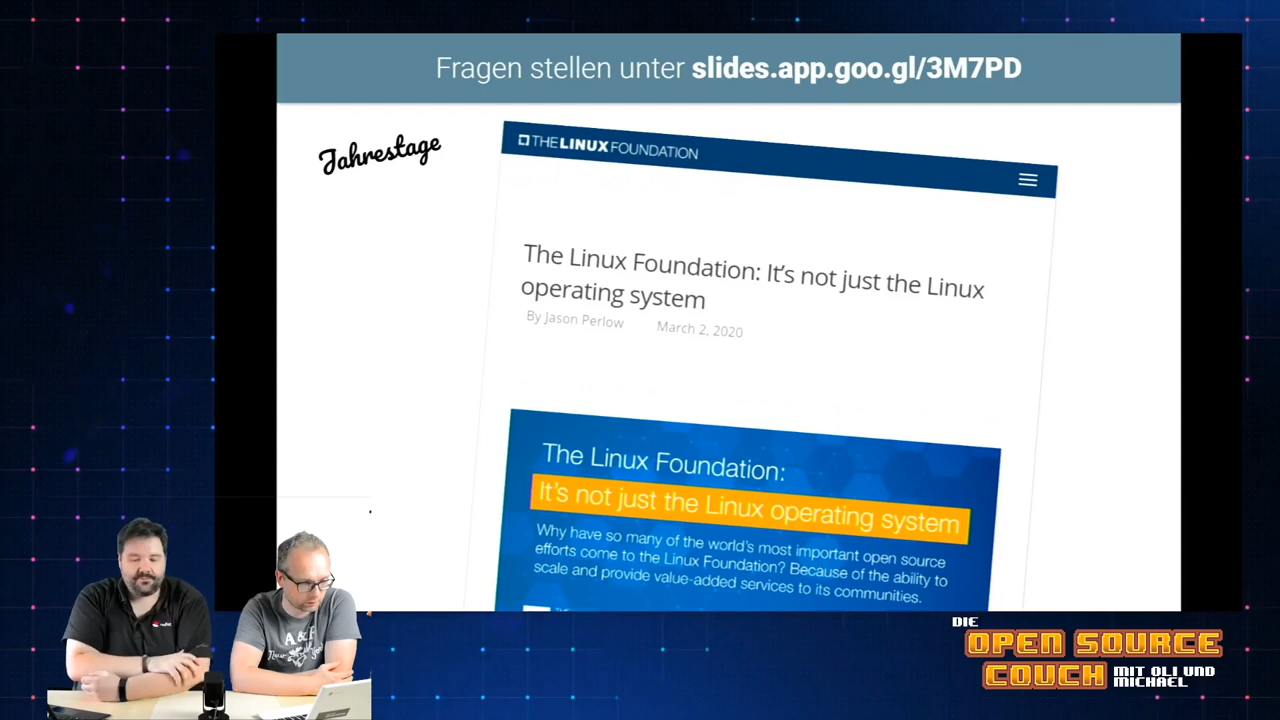 Fragen stellen unter slides.app.goo.gl/3M7PD
Jahrestage
THE LINUX FOUNDATION
The Linux Foundation: It's not just the Linux
operating system
By Jason Perlow March 2, 2020
The Linux Foundation:
It's not just the Linux operating system
Why have so many of the world's most important open source
efforts come to the Linux Foundation? Because of the ability to
scale and provide value-added services to its communities.
A & F
New
DIE
OPEN SOURCE
COUCH MIT OLI UND
MICHAEL